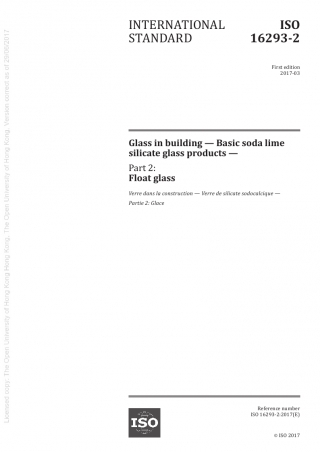 INTERNATIONAL
STANDARD
ISO
16293-2
First edition
2017-03
Glass in building — Basic soda lime
silicate glass products —
Part 2:
Float glass
Verre dans la construction — Verre de silicate sodocalcique —
Partie 2: Glace
Reference number
ISO 16293-2:2017(E)
ISO
© ISO 2017
Licensed copy: The Open University of Hong Kong Hong Kong, The Open University of Hong Kong, Version correct as of